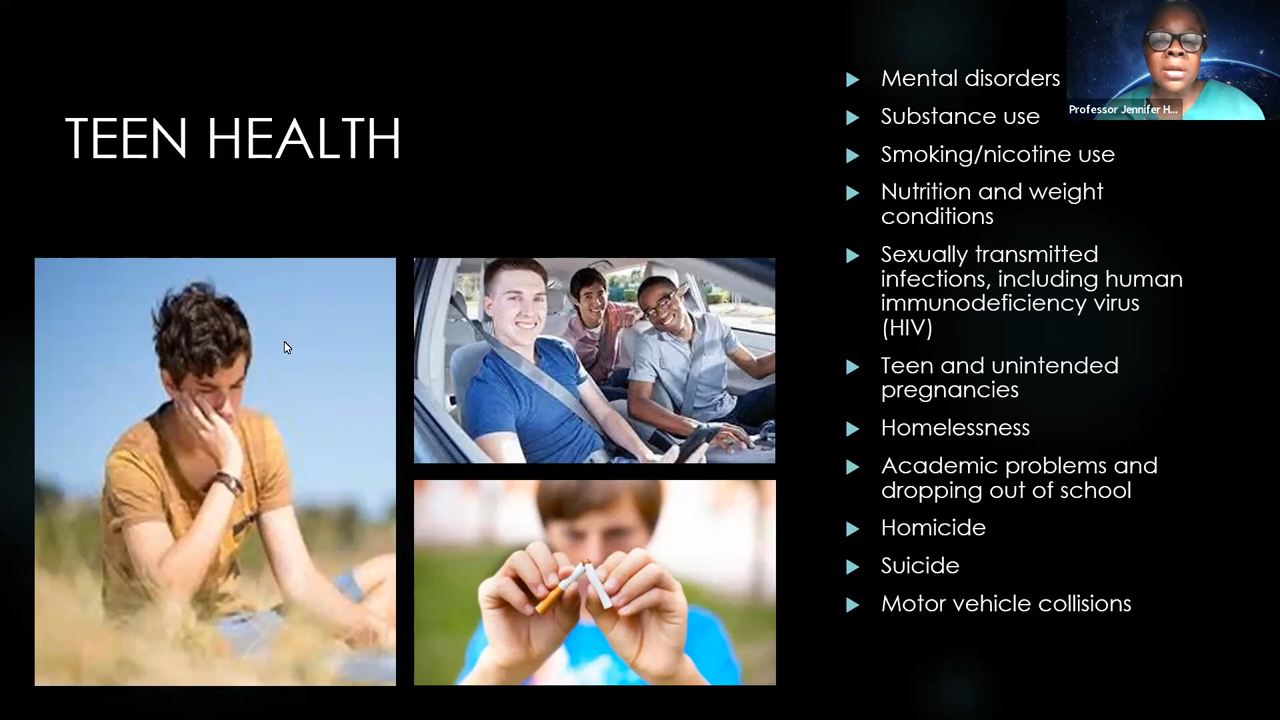 TEEN HEALTH
Mental disorders
Substance use
Smoking/nicotine use
Nutrition and weight
conditions
Sexually transmitted
infections, including human
immunodeficiency virus
(HIV)
Teen and unintended
pregnancies
Homelessness
Academic problems and
dropping out of school
Homicide
Suicide
Motor vehicle collisions
Professor Jennifer H...